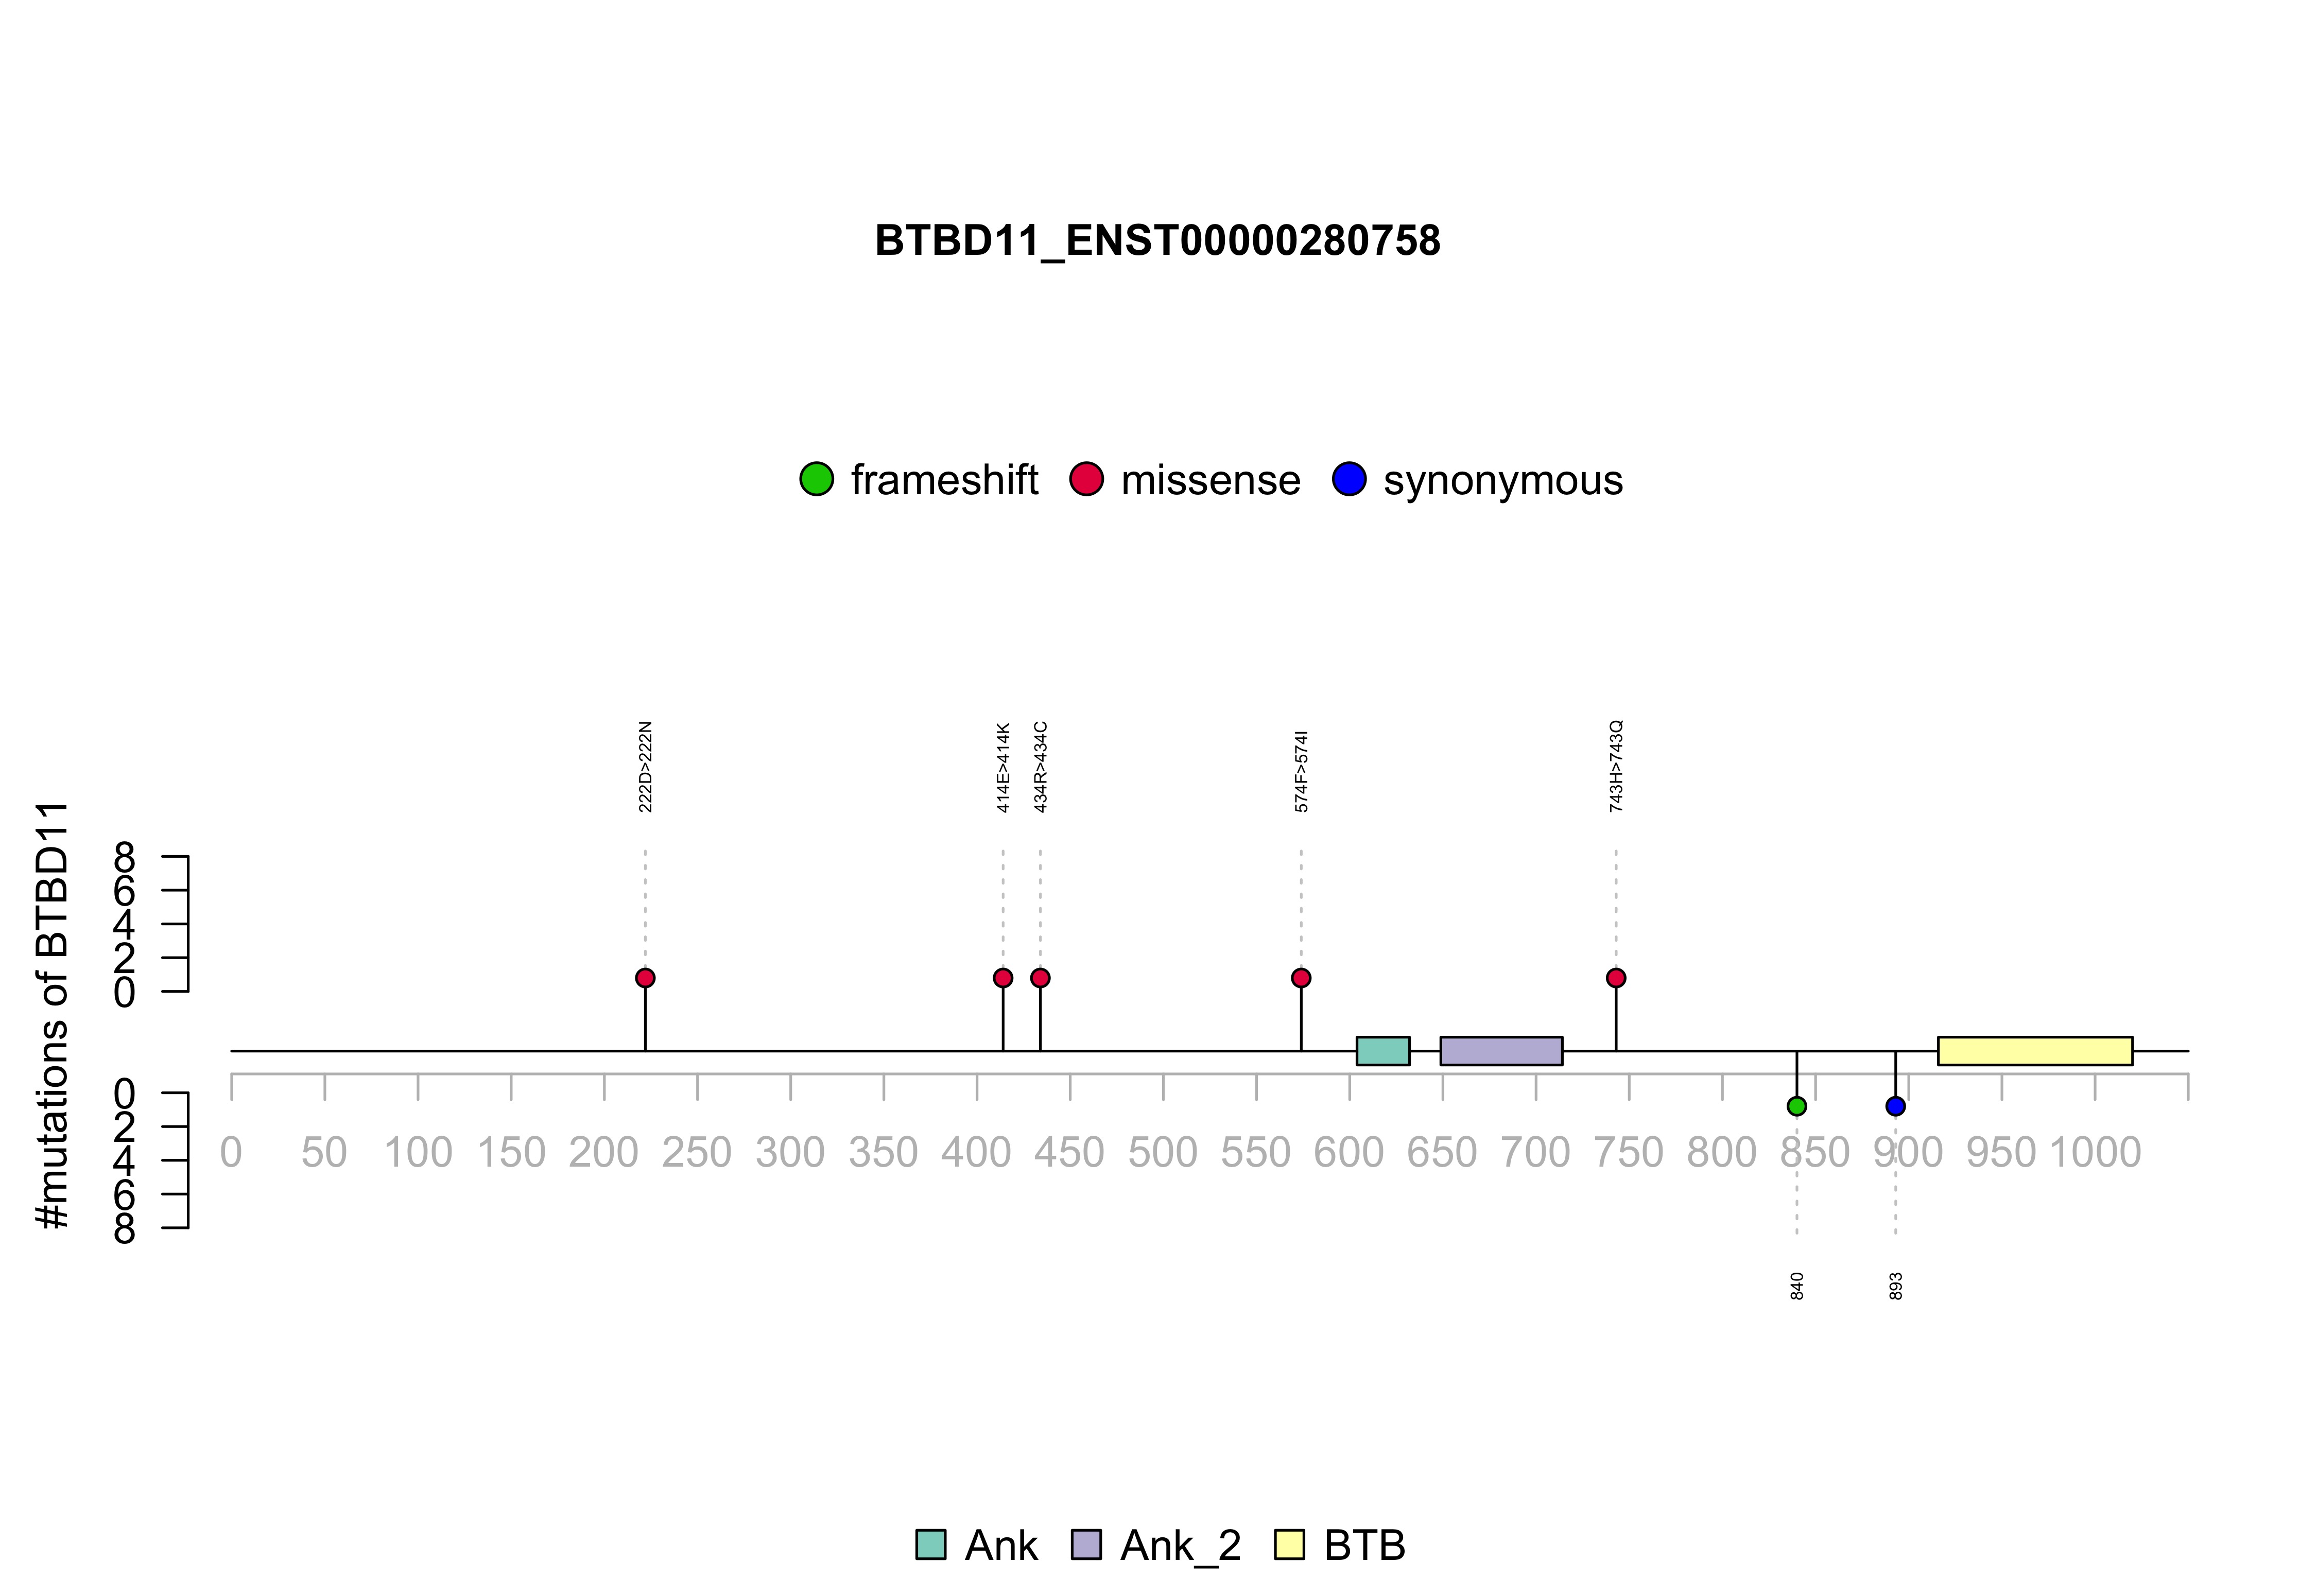 BTBD11_ENST00000280758
frameshift missense synonymous
222D>222N
414E>414K
434R>434C
574F>574I
743H>743Q
#mutations of BTBD11
8
6
4
2
0
0
2
4
6
8
0 50 100 150 200 250 300 350 400 450 500 550 600 650 700 750 800 850 900 950 1000
840
893
Ank Ank_2 BTB